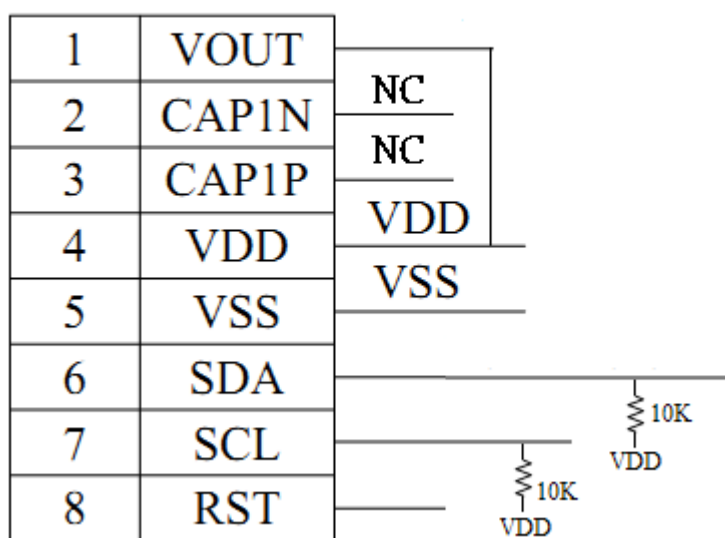 1 VOUT
NC
2 CAP1N
NC
3 CAP1P
VDD
4 VDD
VSS
5 VSS
6 SDA
10K
VDD
7 SCL
10K
VDD
8 RST